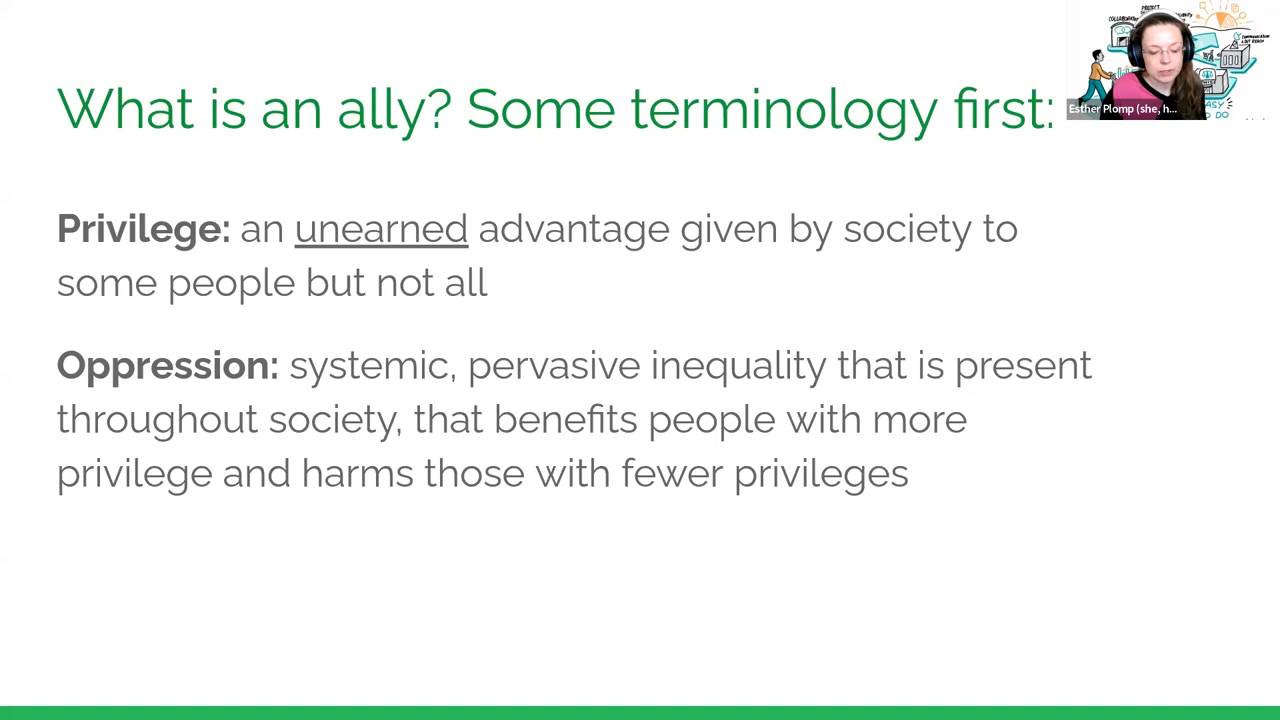 What is an ally? Some terminology first:
Privilege: an unearned advantage given by society to
some people but not all
Oppression: systemic, pervasive inequality that is present
throughout society, that benefits people with more
privilege and harms those with fewer privileges
Esther Plomp (she, h...